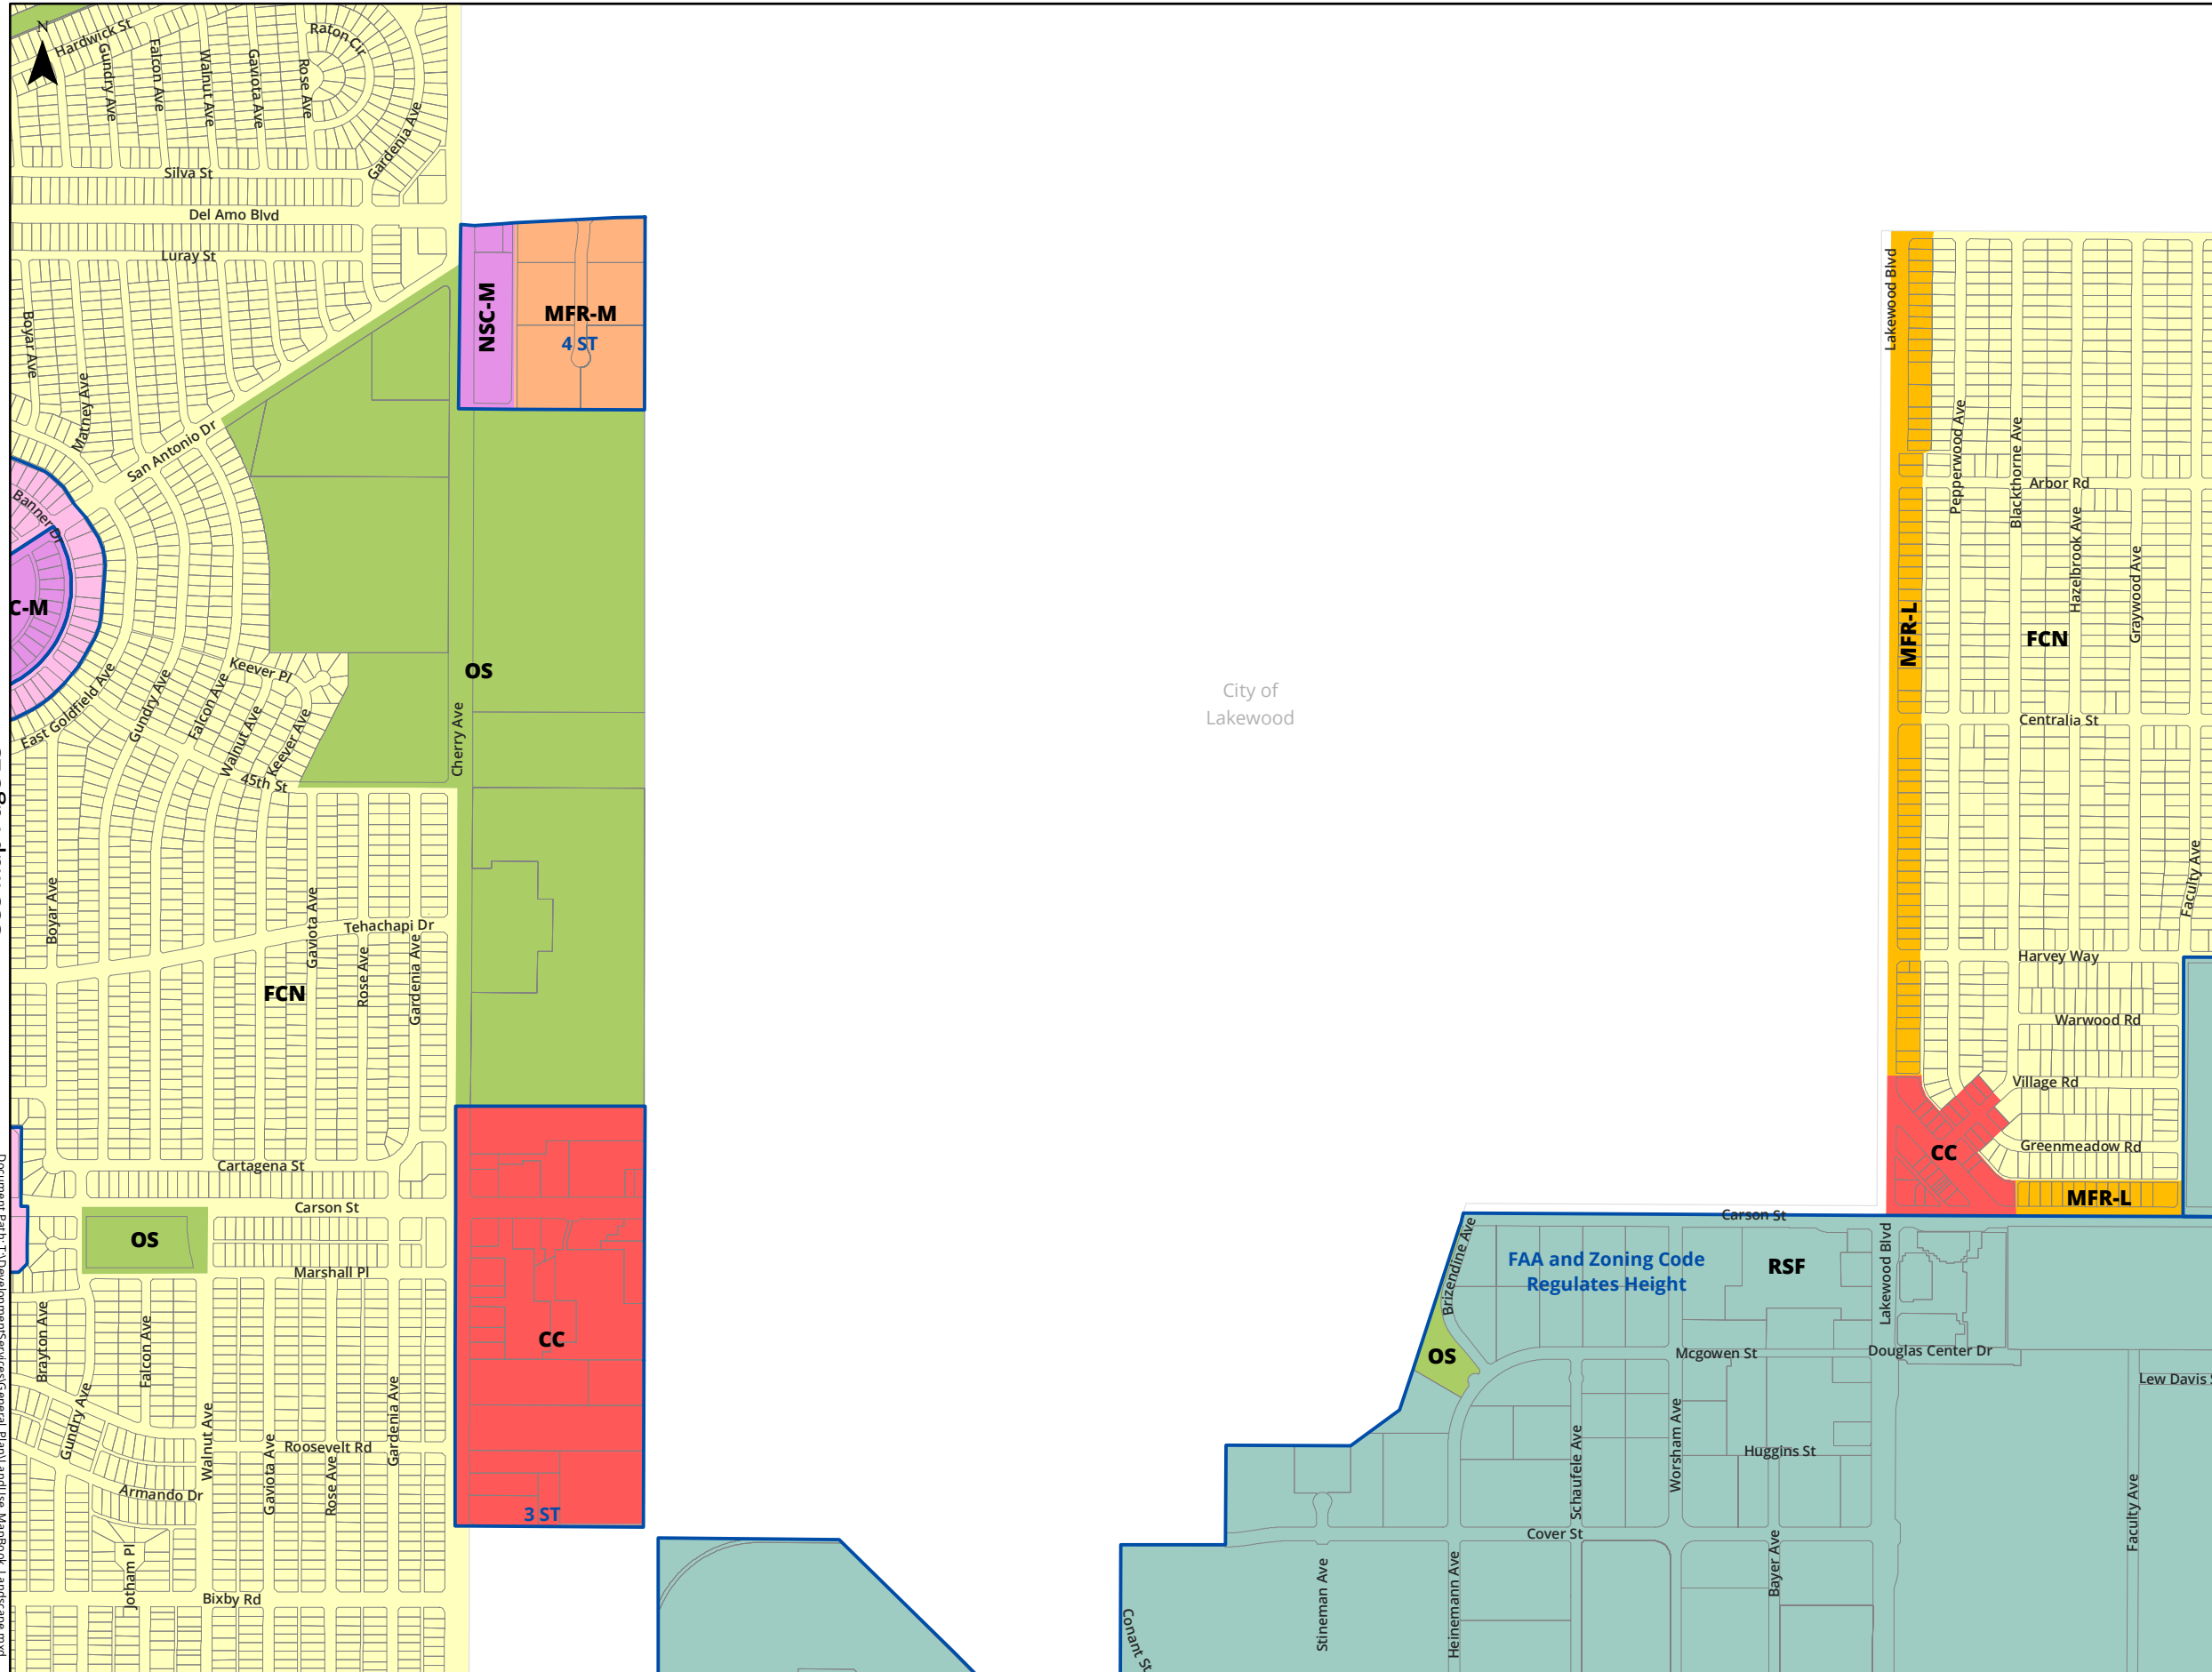 N
Hardwick St
Gundry Ave
Falcon Ave
Walnut Ave
Gaviota Ave
Rose Ave
Raton Cir
Gardenia Ave
Silva St
Del Amo Blvd
Luray St
Boyar Ave
Matney Ave
San Antonio Dr
NSC-M
MFR-M
4 ST
Banner Dr
C-M
OS
Cherry Ave
East Goldfield Ave
Gundry Ave
Falcon Ave
Keever Pl
Walnut Ave
Keever Ave
45th St
Boyar Ave
Gaviota Ave
Tehachapi Dr
Rose Ave
Gardenia Ave
FCN
Cartagena St
Carson St
OS
Marshall Pl
Brayton Ave
Falcon Ave
Gundry Ave
Walnut Ave
Gaviota Ave
Roosevelt Rd
Rose Ave
Gardenia Ave
Armando Dr
Jotham Pl
Bixby Rd
CC
3 ST
City of
Lakewood
Lakewood Blvd
Pepperwood Ave
Blackthorne Ave
Arbor Rd
Hazelbrook Ave
Graywood Ave
MFR-L
FCN
Centralia St
Faculty Ave
Harvey Way
Warwood Rd
Village Rd
Greenmeadow Rd
CC
MFR-L
Carson St
Brizendine Ave
FAA and Zoning Code
Regulates Height
RSF
Lakewood Blvd
OS
Mcgowen St
Douglas Center Dr
Lew Davis S
Schaufele Ave
Worsham Ave
Huggins St
Faculty Ave
Cover St
Stineman Ave
Heinemann Ave
Bayer Ave
Conant St